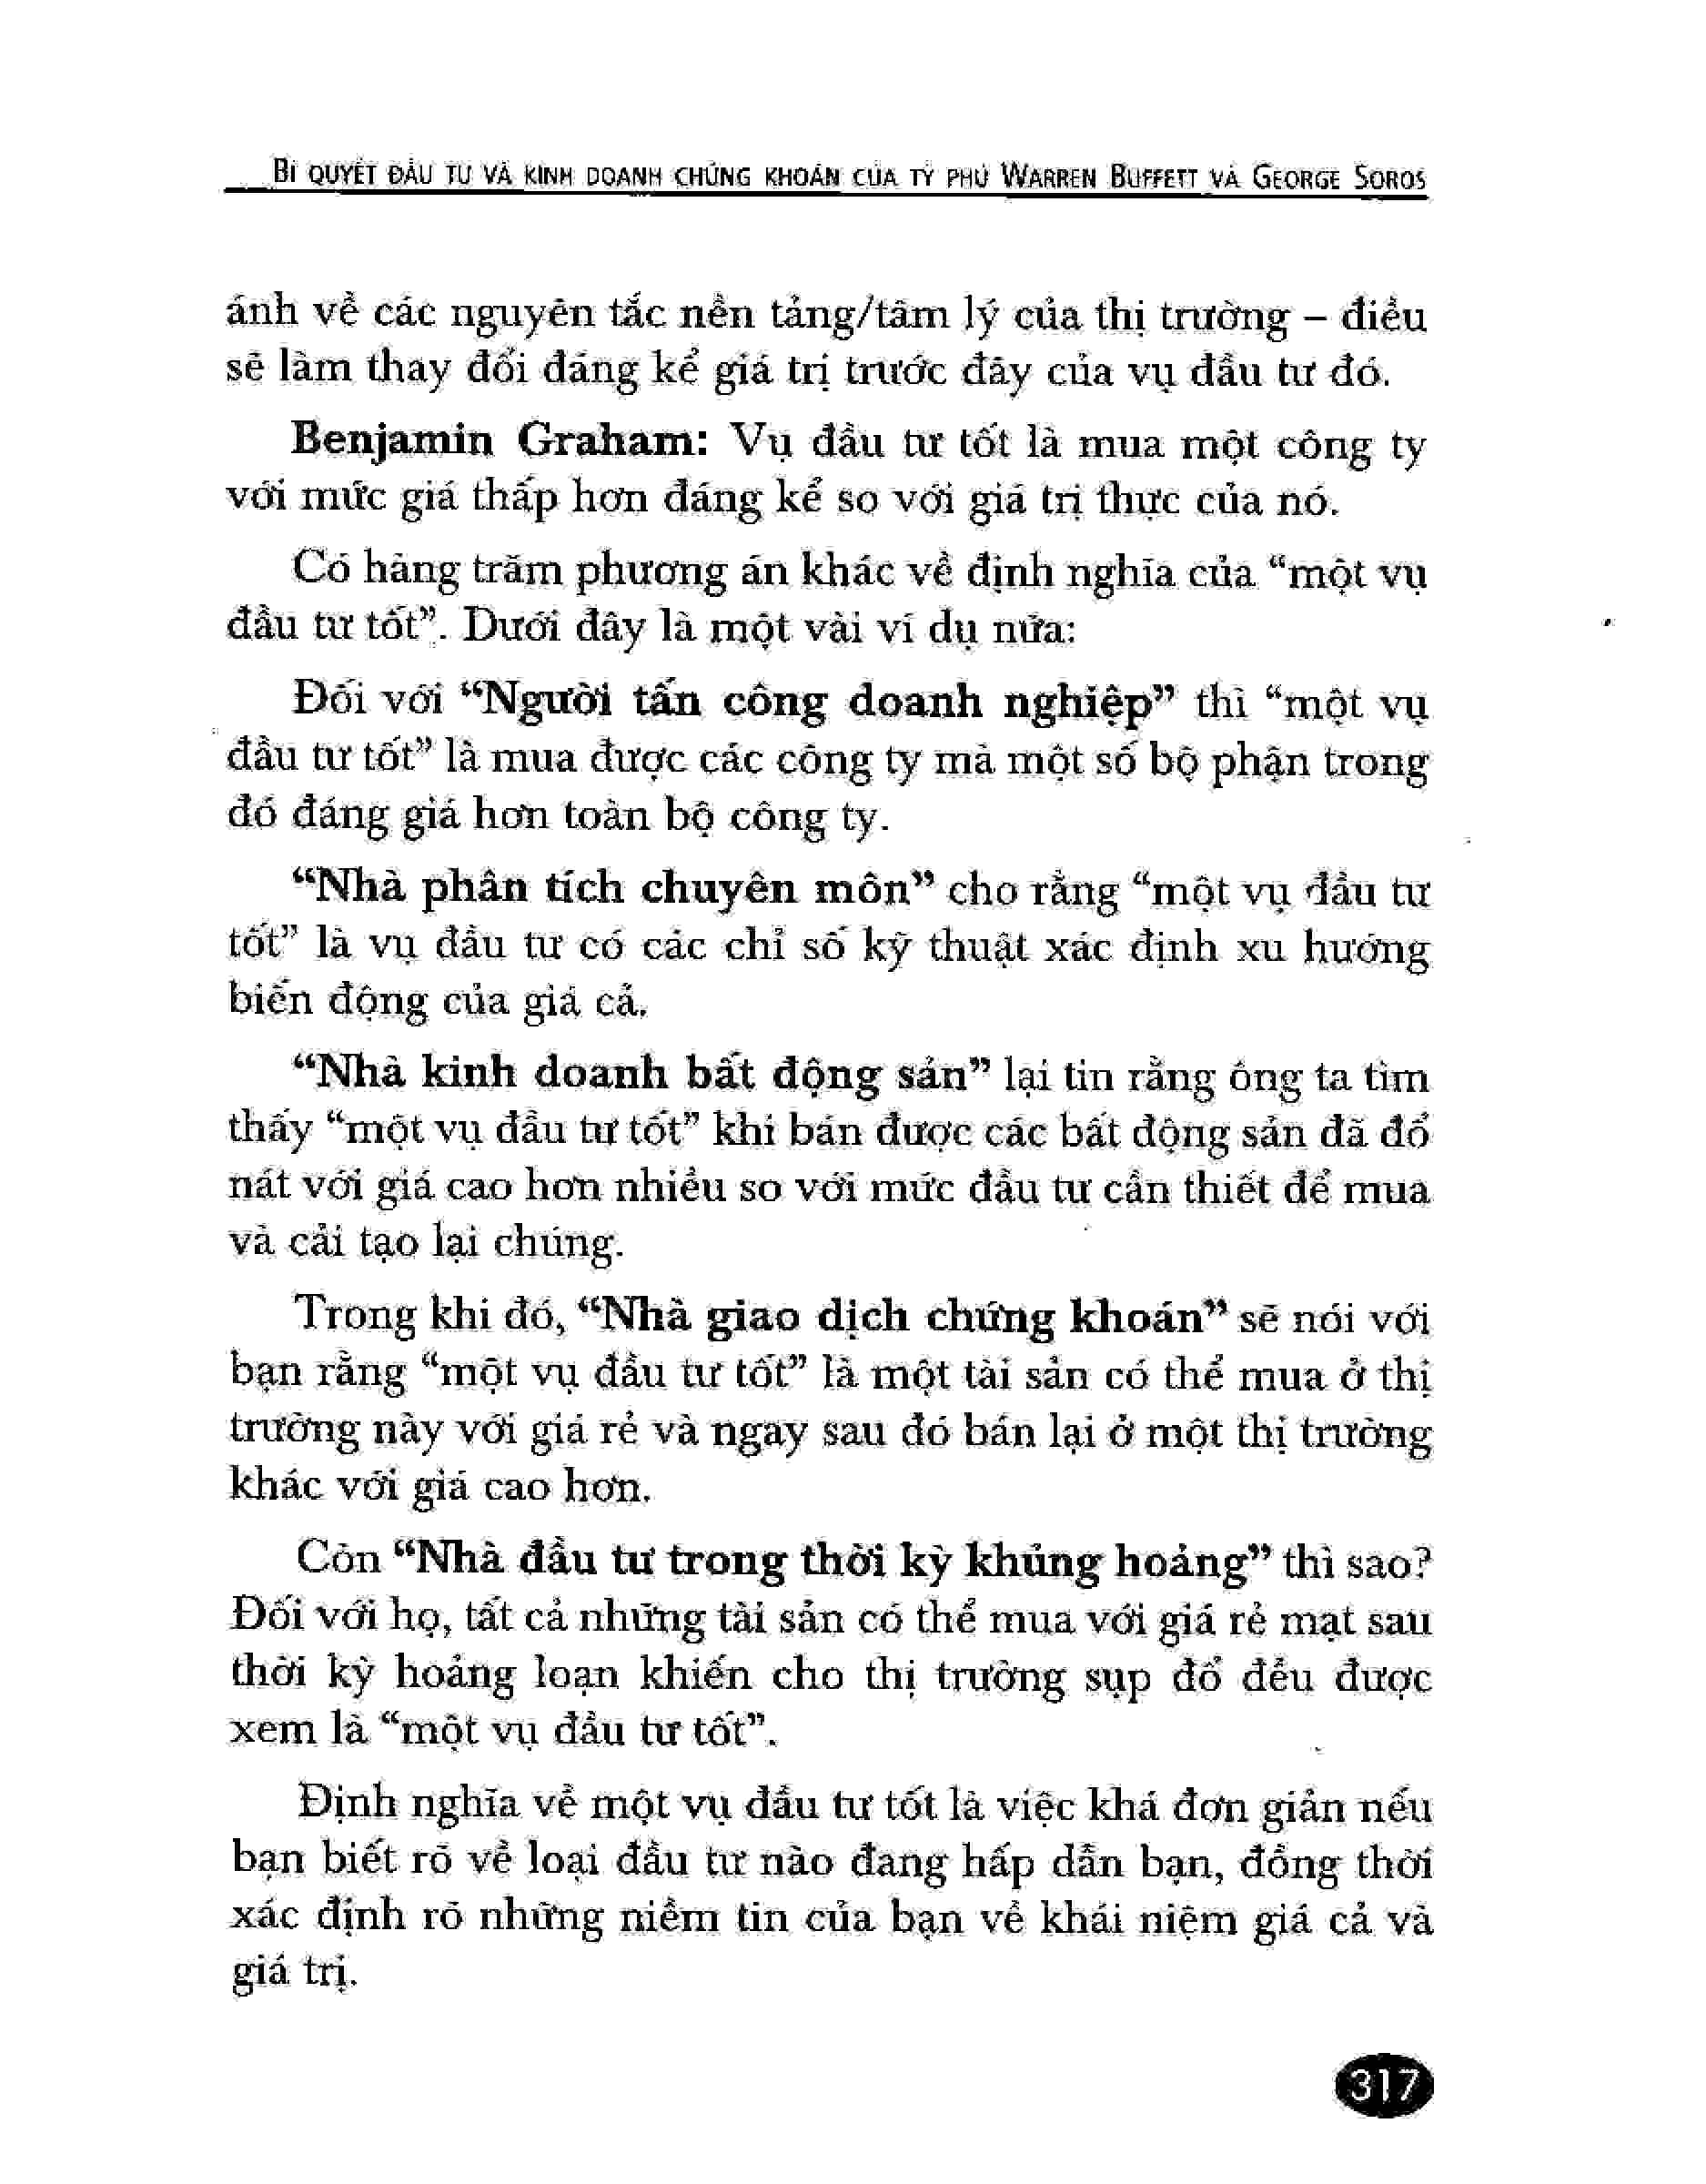 BÍ QUYẾT ĐẦU TƯ VÀ KINH DOANH CHỨNG KHOÁN CỦA TỶ PHÚ WARREN BUFFETT VÀ GEORGE SOROS
ánh về các nguyên tắc nền tảng/tâm lý của thị trường – điều
sẽ làm thay đổi đáng kể giá trị trước đây của vụ đầu tư đó.
Benjamin Graham: Vụ đầu tư tốt là mua một công ty
với mức giá thấp hơn đáng kể so với giá trị thực của nó.
Có hàng trăm phương án khác về định nghĩa của “một vụ
đầu tư tốt”. Dưới đây là một vài ví dụ nữa:
Đối với “Người tấn công doanh nghiệp” thì “một vụ
đầu tư tốt” là mua được các công ty mà một số bộ phận trong
đó đáng giá hơn toàn bộ công ty.
“Nhà phân tích chuyên môn” cho rằng “một vụ đầu tư
tốt” là vụ đầu tư có các chỉ số kỹ thuật xác định xu hướng
biến động của giá cả.
“Nhà kinh doanh bất động sản” lại tin rằng ông ta tìm
thấy “một vụ đầu tư tốt” khi bán được các bất động sản đã đổ
nát với giá cao hơn nhiều so với mức đầu tư cần thiết để mua
và cải tạo lại chúng.
Trong khi đó, “Nhà giao dịch chứng khoán” sẽ nói với
bạn rằng “một vụ đầu tư tốt” là một tài sản có thể mua ở thị
trường này với giá rẻ và ngay sau đó bán lại ở một thị trường
khác với giá cao hơn.
Còn “Nhà đầu tư trong thời kỳ khủng hoảng” thì sao?
Đối với họ, tất cả những tài sản có thể mua với giá rẻ mạt sau
thời kỳ hoảng loạn khiến cho thị trường sụp đổ đều được
xem là “một vụ đầu tư tốt”.
Định nghĩa về một vụ đầu tư tốt là việc khá đơn giản nếu
bạn biết rõ về loại đầu tư nào đang hấp dẫn bạn, đồng thời
xác định rõ những niềm tin của bạn về khái niệm giá cả và
giá trị.
317